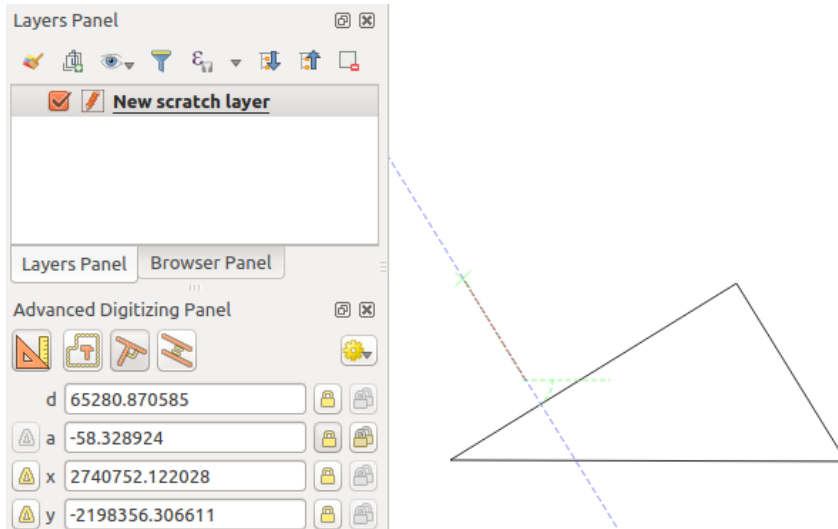 Layers Panel
New scratch layer
Layers Panel
Browser Panel
Advanced Digitizing Panel
d 65280.870585
a -58.328924
x 2740752.122028
y -2198356.306611